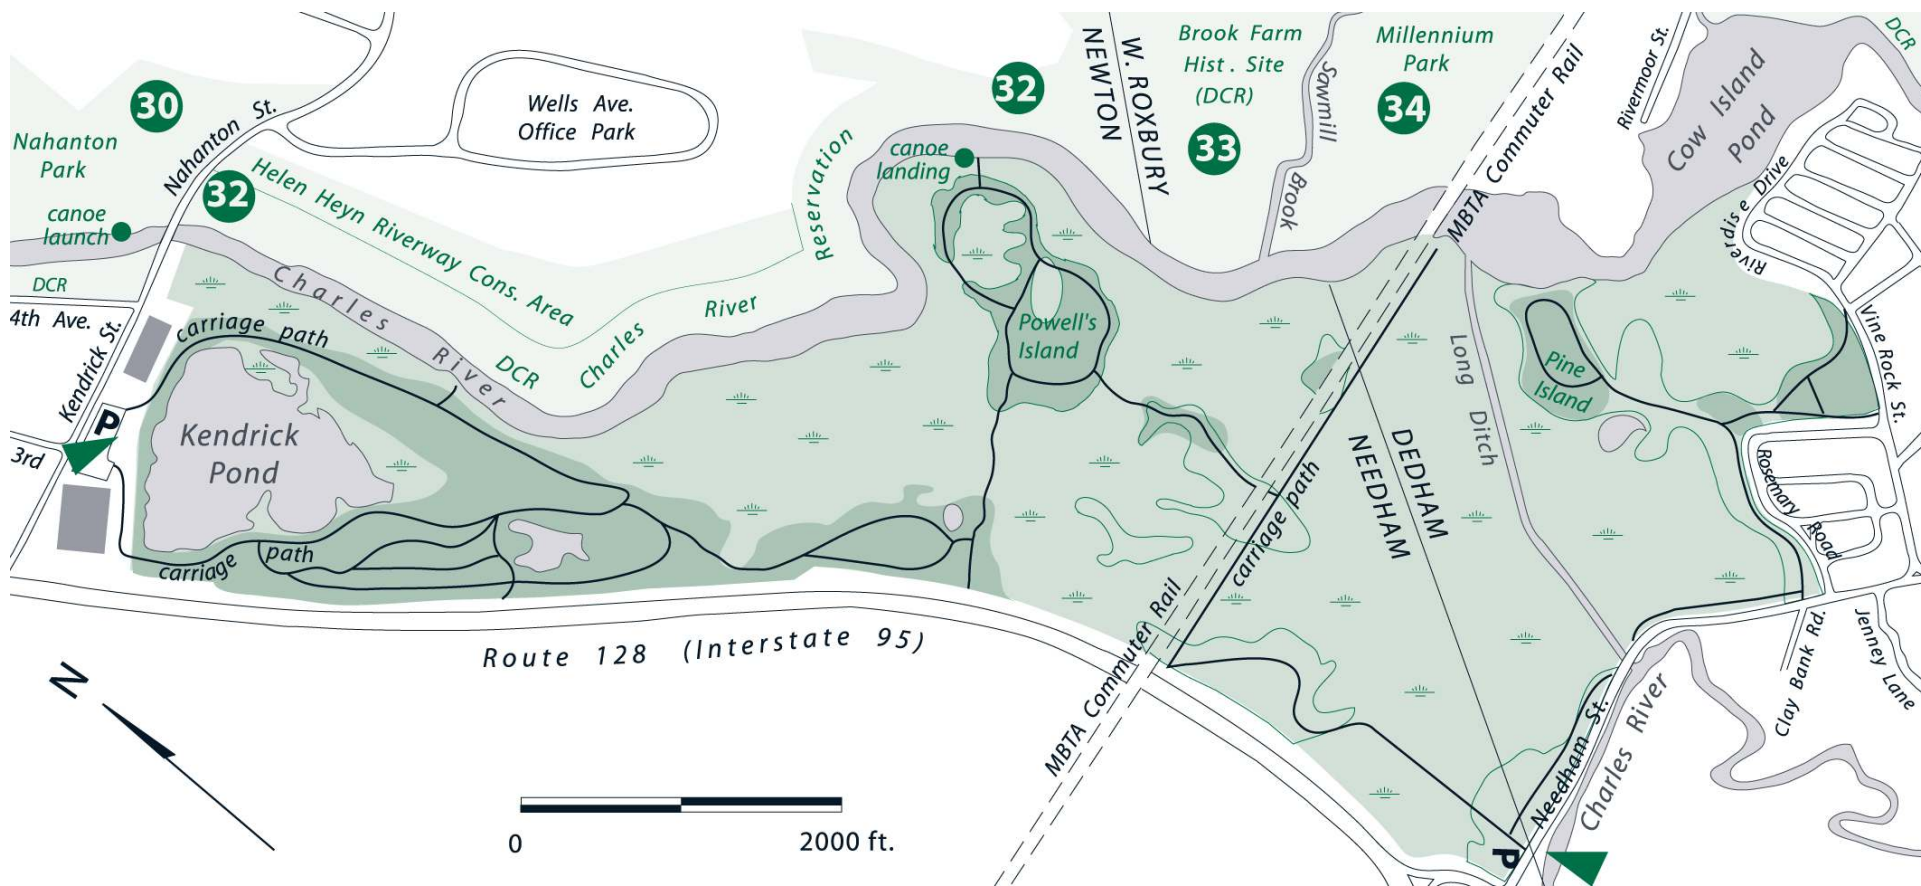 30
Nahanton
Park
canoe
launch
DCR
4th Ave.
Kendrick St.
3rd
P
Nahanton St.
32
Helen Heyn Riverway Cons. Area
Wells Ave.
Office Park
Charles River
DCR
Charles River Reservation
carriage path
Kendrick
Pond
carriage path
Route 128 (Interstate 95)
N
0
2000 ft.
canoe
landing
32
NEWTON
W. ROXBURY
Brook Farm
Hist. Site
(DCR)
33
Sawmill Brook
Millennium
Park
34
MBTA Commuter Rail
Rivermoor St.
Cow Island
Pond
DCR
Riverdpise Drive
Vine Rock St.
Powell's
Island
Pine
Island
Long Ditch
DEDHAM
NEEDHAM
carriage path
MBTA Commuter Rail
Rosemary Road
Needham St.
Charles River
Clay Bank Rd.
Jenney Lane
P